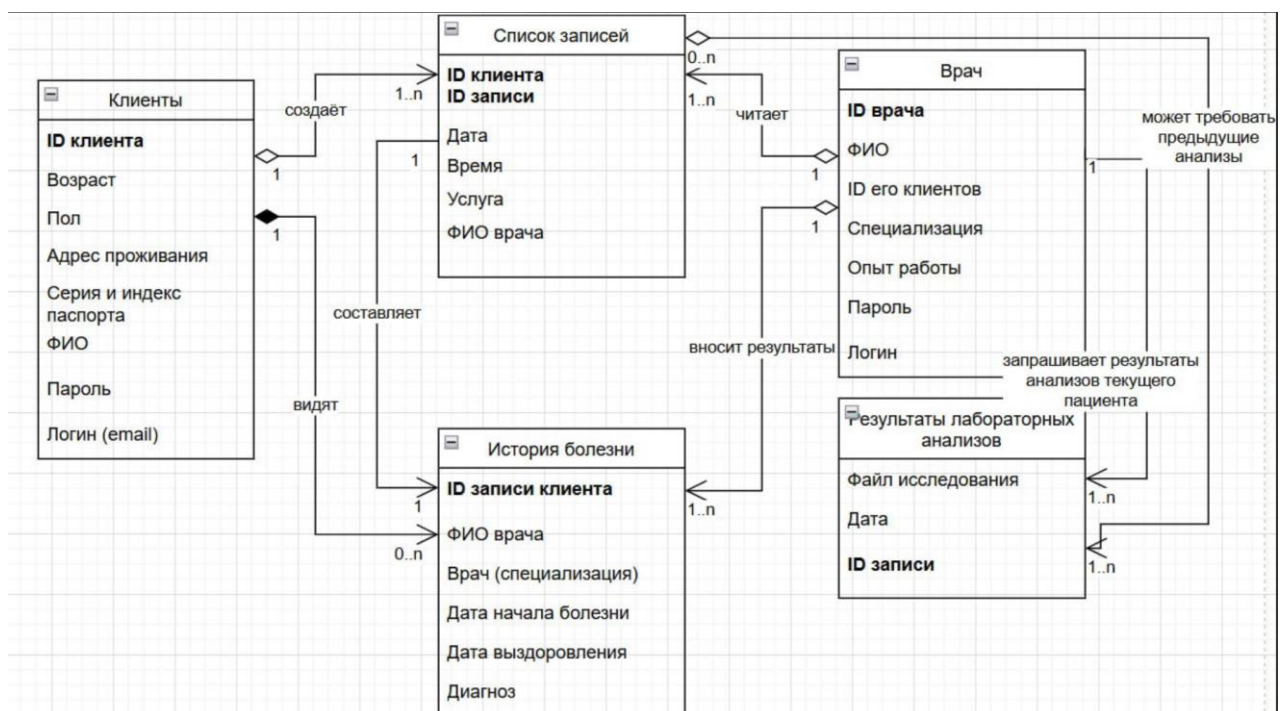 Клиенты
ID клиента
Возраст
Пол
Адрес проживания
Серия и индекс
паспорта
ФИО
Пароль
Логин (email)
создаёт
1
1..n
видят
1
0..n
Список записей
ID клиента
ID записи
Дата
Время
Услуга
ФИО врача
составляет
1
1
История болезни
ID записи клиента
ФИО врача
Врач (специализация)
Дата начала болезни
Дата выздоровления
Диагноз
0..n
1..n
читает
1
вносит результаты
1
1..n
Врач
ID врача
ФИО
ID его клиентов
Специализация
Опыт работы
Пароль
Логин
1
может требовать
предыдущие
анализы
запрашивает результаты
анализов текущего
пациента
Результаты лабораторных
анализов
Файл исследования
Дата
ID записи
1..n
1..n